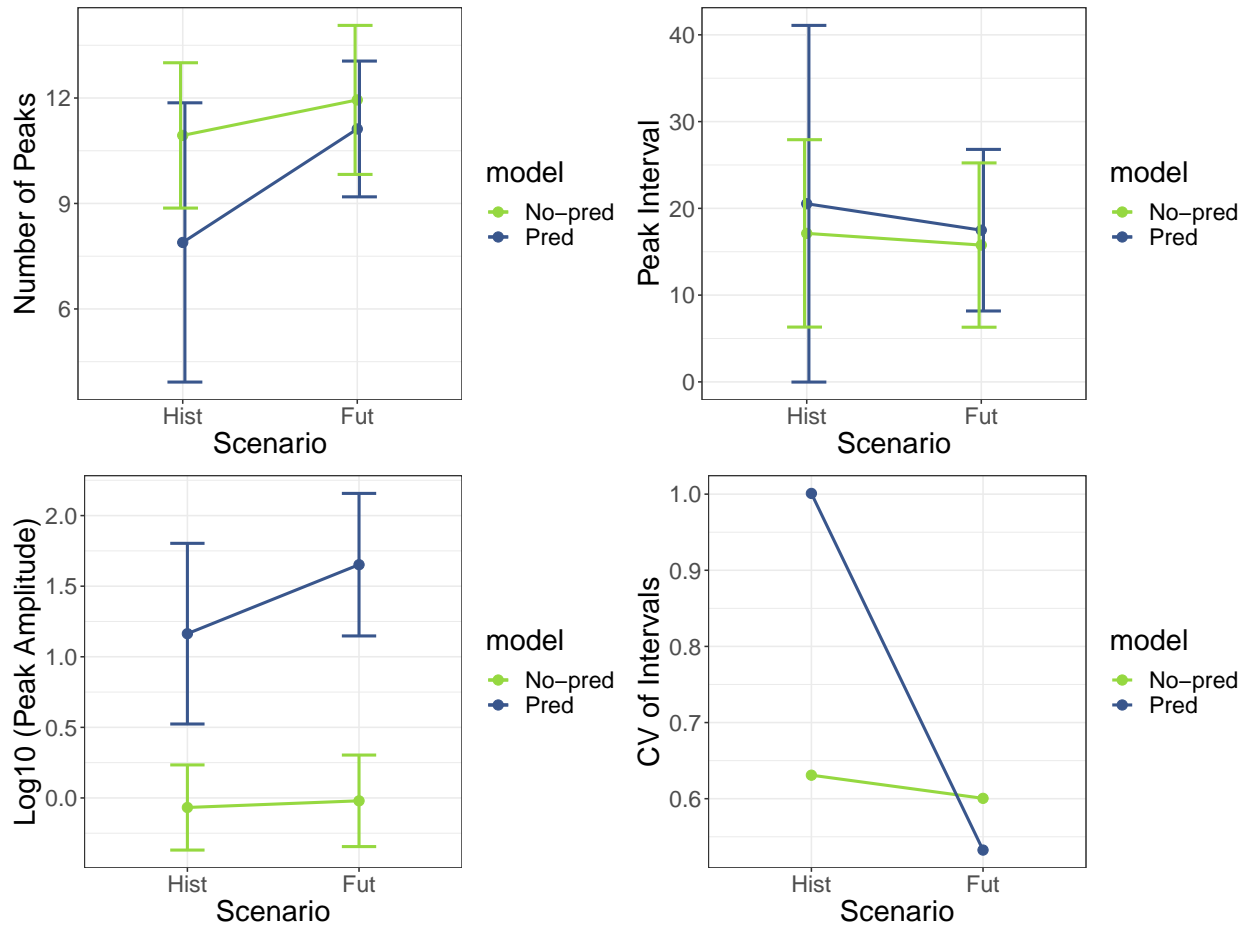 Number of Peaks
12
9
6
Hist Fut
Scenario
model
No-pred
Pred
Peak Interval
40
30
20
10
0
Hist Fut
Scenario
model
No-pred
Pred
Log10 (Peak Amplitude)
2.0
1.5
1.0
0.5
0.0
Hist Fut
Scenario
model
No-pred
Pred
CV of Intervals
1.0
0.9
0.8
0.7
0.6
Hist Fut
Scenario
model
No-pred
Pred